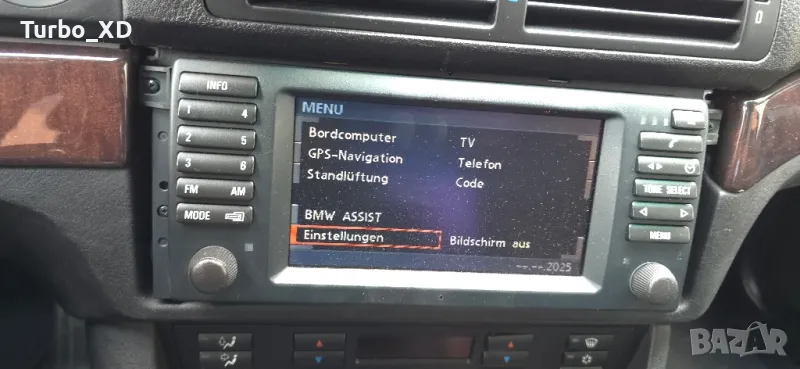 Turbo_XD
D
INFO
1 4
2 5
3 6
FM AM
MODE
MENU
Bordcomputer TV
GPS-Navigation Telefon
Standlüftung Code
BMW ASSIST
Einstellungen Bildschirm aus
--.--.2025
TONE SELECT
MENU
BAZAR